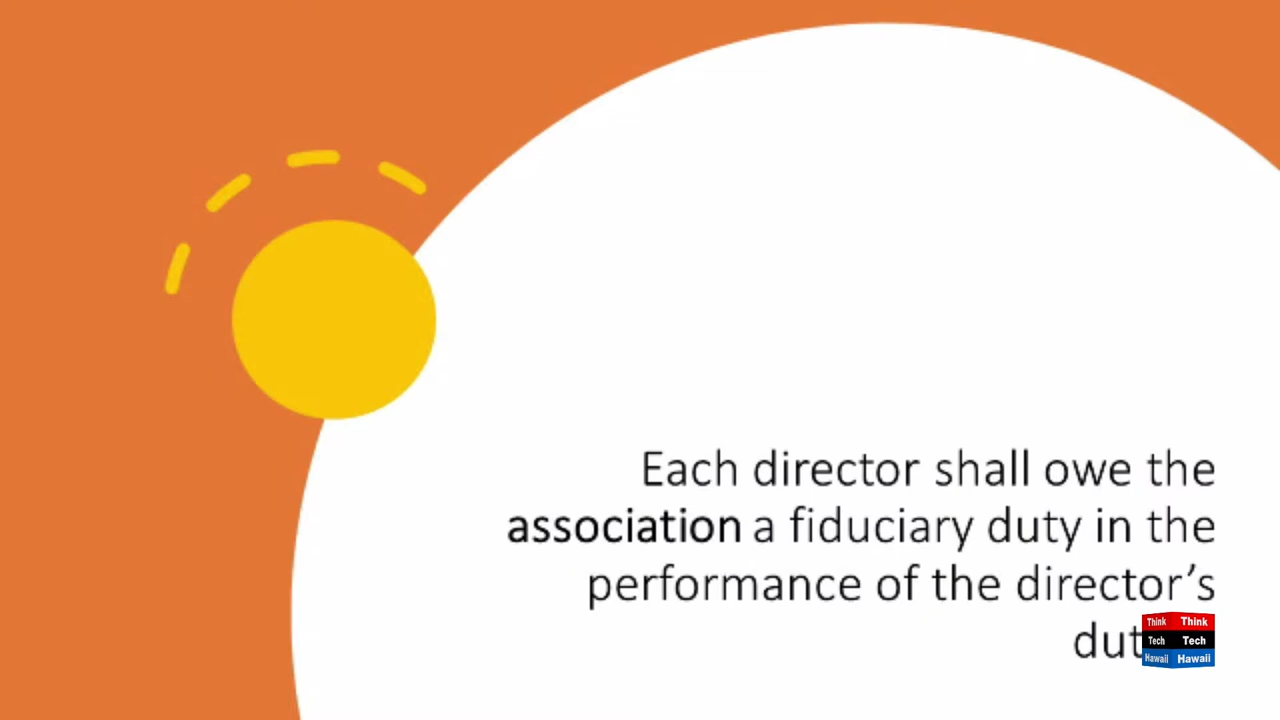 Each director shall owe the
association a fiduciary duty in the
performance of the director’s
Think Think
Tech Tech
Hawaii Hawaii